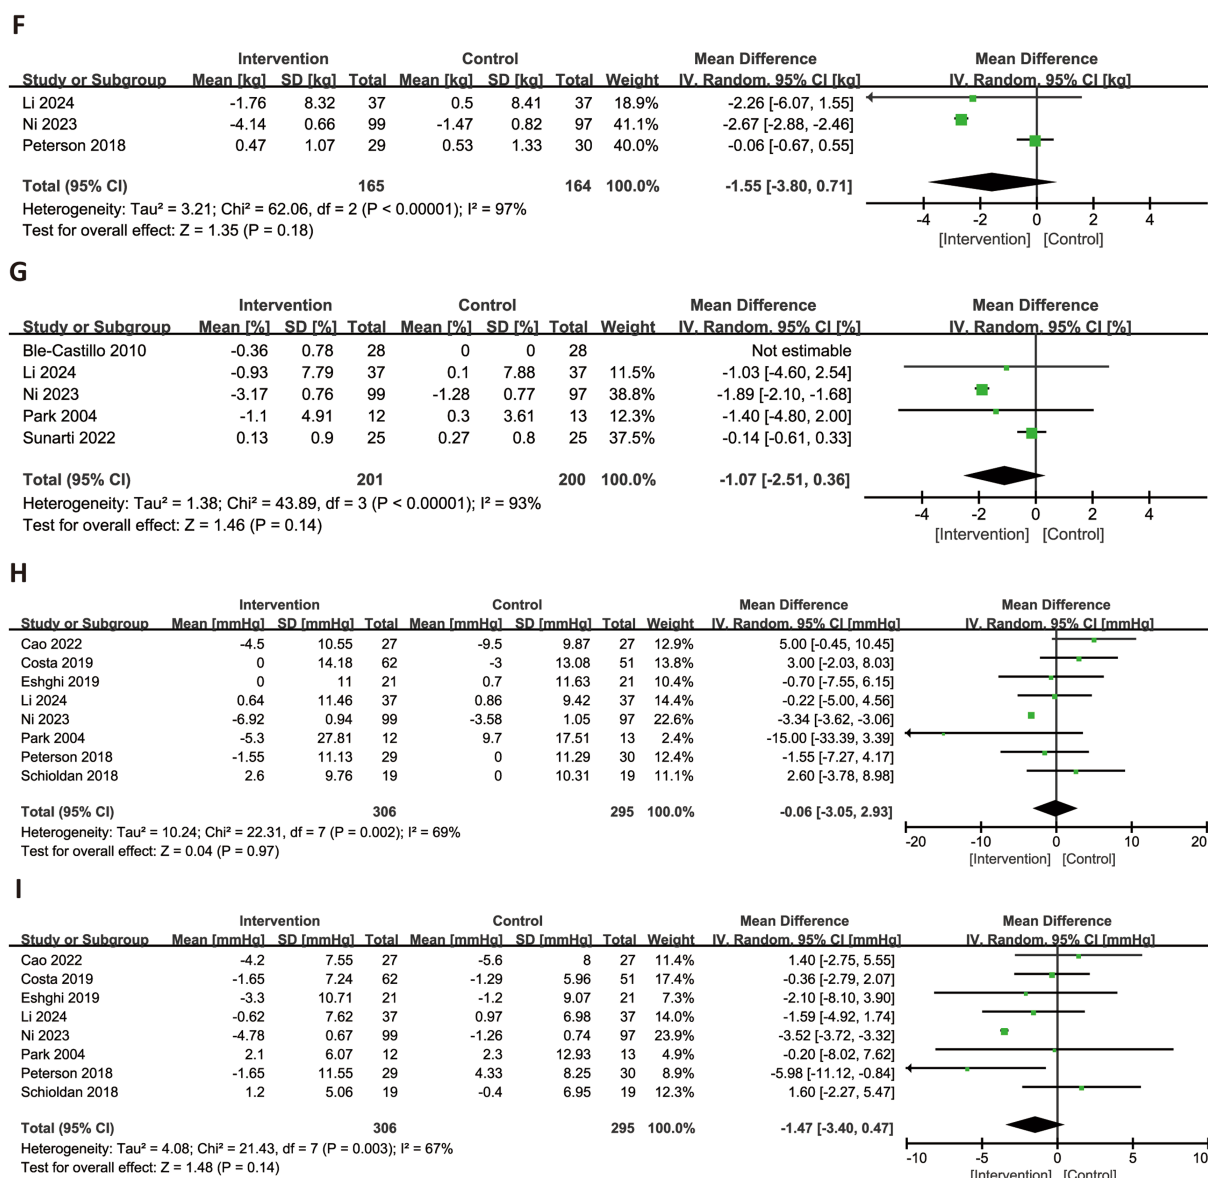 F
Intervention Control Mean Difference Mean Difference
Study or Subgroup Mean [kg] SD [kg] Total Mean [kg] SD [kg] Total Weight IV, Random, 95% CI [kg] IV, Random, 95% CI [kg]
Li 2024 -1.76 8.32 37 0.5 8.41 37 18.9% -2.26 [-6.07, 1.55]
Ni 2023 -4.14 0.66 99 -1.47 0.82 97 41.1% -2.67 [-2.88, -2.46]
Peterson 2018 0.47 1.07 29 0.53 1.33 30 40.0% -0.06 [-0.67, 0.55]
Total (95% CI) 165 164 100.0% -1.55 [-3.80, 0.71]
Heterogeneity: Tau² = 3.21; Chi² = 62.06, df = 2 (P < 0.00001); I² = 97%
Test for overall effect: Z = 1.35 (P = 0.18)
-4 -2 0 2 4
[Intervention] [Control]
G
Intervention Control Mean Difference Mean Difference
Study or Subgroup Mean [%] SD [%] Total Mean [%] SD [%] Total Weight IV, Random, 95% CI [%] IV, Random, 95% CI [%]
Ble-Castillo 2010 -0.36 0.78 28 0 0 28 Not estimable
Li 2024 -0.93 7.79 37 0.1 7.88 37 11.5% -1.03 [-4.60, 2.54]
Ni 2023 -3.17 0.76 99 -1.28 0.77 97 38.8% -1.89 [-2.10, -1.68]
Park 2004 -1.1 4.91 12 0.3 3.61 13 12.3% -1.40 [-4.80, 2.00]
Sunarti 2022 0.13 0.9 25 0.27 0.8 25 37.5% -0.14 [-0.61, 0.33]
Total (95% CI) 201 200 100.0% -1.07 [-2.51, 0.36]
Heterogeneity: Tau² = 1.38; Chi² = 43.89, df = 3 (P < 0.00001); I² = 93%
Test for overall effect: Z = 1.46 (P = 0.14)
-4 -2 0 2 4
[Intervention] [Control]
H
Intervention Control Mean Difference Mean Difference
Study or Subgroup Mean [mmHg] SD [mmHg] Total Mean [mmHg] SD [mmHg] Total Weight IV, Random, 95% CI [mmHg] IV, Random, 95% CI [mmHg]
Cao 2022 -4.5 10.55 27 -9.5 9.87 27 12.9% 5.00 [-0.45, 10.45]
Costa 2019 0 14.18 62 -3 13.08 51 13.8% 3.00 [-2.03, 8.03]
Eshghi 2019 0 11 21 0.7 11.63 21 10.4% -0.70 [-7.55, 6.15]
Li 2024 0.64 11.46 37 0.86 9.42 37 14.4% -0.22 [-5.00, 4.56]
Ni 2023 -6.92 0.94 99 -3.58 1.05 97 22.6% -3.34 [-3.62, -3.06]
Park 2004 -5.3 27.81 12 9.7 17.51 13 2.4% -15.00 [-33.39, 3.39]
Peterson 2018 -1.55 11.13 29 0 11.29 30 12.4% -1.55 [-7.27, 4.17]
Schioldan 2018 2.6 9.76 19 0 10.31 19 11.1% 2.60 [-3.78, 8.98]
Total (95% CI) 306 295 100.0% -0.06 [-3.05, 2.93]
Heterogeneity: Tau² = 10.24; Chi² = 22.31, df = 7 (P = 0.002); I² = 69%
Test for overall effect: Z = 0.04 (P = 0.97)
-20 -10 0 10 20
[Intervention] [Control]
I
Intervention Control Mean Difference Mean Difference
Study or Subgroup Mean [mmHg] SD [mmHg] Total Mean [mmHg] SD [mmHg] Total Weight IV, Random, 95% CI [mmHg] IV, Random, 95% CI [mmHg]
Cao 2022 -4.2 7.55 27 -5.6 8 27 11.4% 1.40 [-2.75, 5.55]
Costa 2019 -1.65 7.24 62 -1.29 5.96 51 17.4% -0.36 [-2.79, 2.07]
Eshghi 2019 -3.3 10.71 21 -1.2 9.07 21 7.3% -2.10 [-8.10, 3.90]
Li 2024 -0.62 7.62 37 0.97 6.98 37 14.0% -1.59 [-4.92, 1.74]
Ni 2023 -4.78 0.67 99 -1.26 0.74 97 23.9% -3.52 [-3.72, -3.32]
Park 2004 2.1 6.07 12 2.3 12.93 13 4.9% -0.20 [-8.02, 7.62]
Peterson 2018 -1.65 11.55 29 4.33 8.25 30 8.9% -5.98 [-11.12, -0.84]
Schioldan 2018 1.2 5.06 19 -0.4 6.95 19 12.3% 1.60 [-2.27, 5.47]
Total (95% CI) 306 295 100.0% -1.47 [-3.40, 0.47]
Heterogeneity: Tau² = 4.08; Chi² = 21.43, df = 7 (P = 0.003); I² = 67%
Test for overall effect: Z = 1.48 (P = 0.14)
-10 -5 0 5 10
[Intervention] [Control]